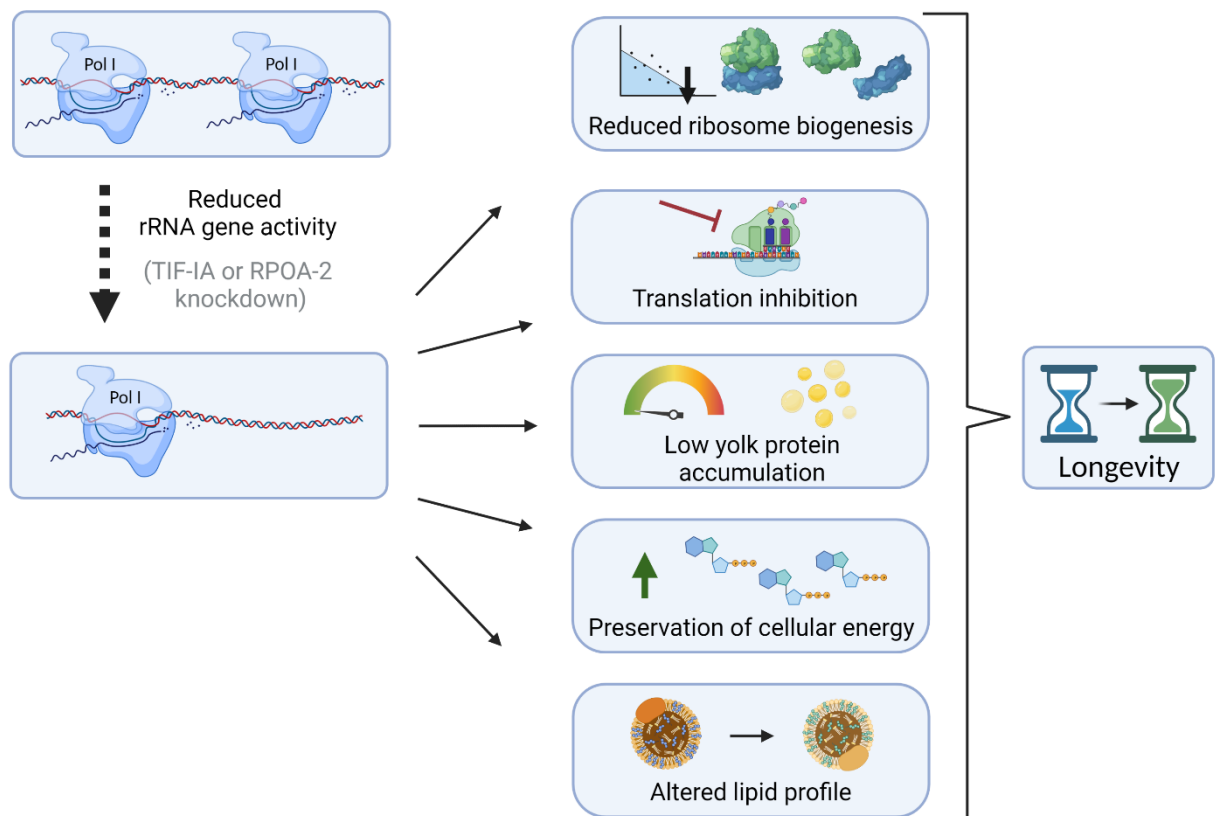 Pol I
Pol I
Reduced
rRNA gene activity
(TIF-IA or RPOA-2
knockdown)
Pol I
Reduced ribosome biogenesis
Translation inhibition
Low yolk protein
accumulation
Preservation of cellular energy
Altered lipid profile
Longevity